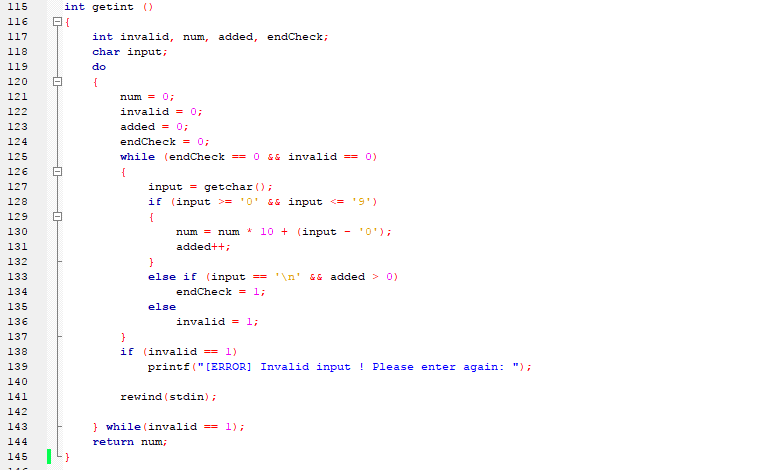 115 int getint ()
116 {
117 int invalid, num, added, endCheck;
118 char input;
119 do
120 {
121 num = 0;
122 invalid = 0;
123 added = 0;
124 endCheck = 0;
125 while (endCheck == 0 && invalid == 0)
126 {
127 input = getchar();
128 if (input >= '0' && input <= '9')
129 {
130 num = num * 10 + (input - '0');
131 added++;
132 }
133 else if (input == '\n' && added > 0)
134 endCheck = 1;
135 else
136 invalid = 1;
137 }
138 if (invalid == 1)
139 printf("[ERROR] Invalid input ! Please enter again: ");
140
141 rewind(stdin);
142
143 } while(invalid == 1);
144 return num;
145 }